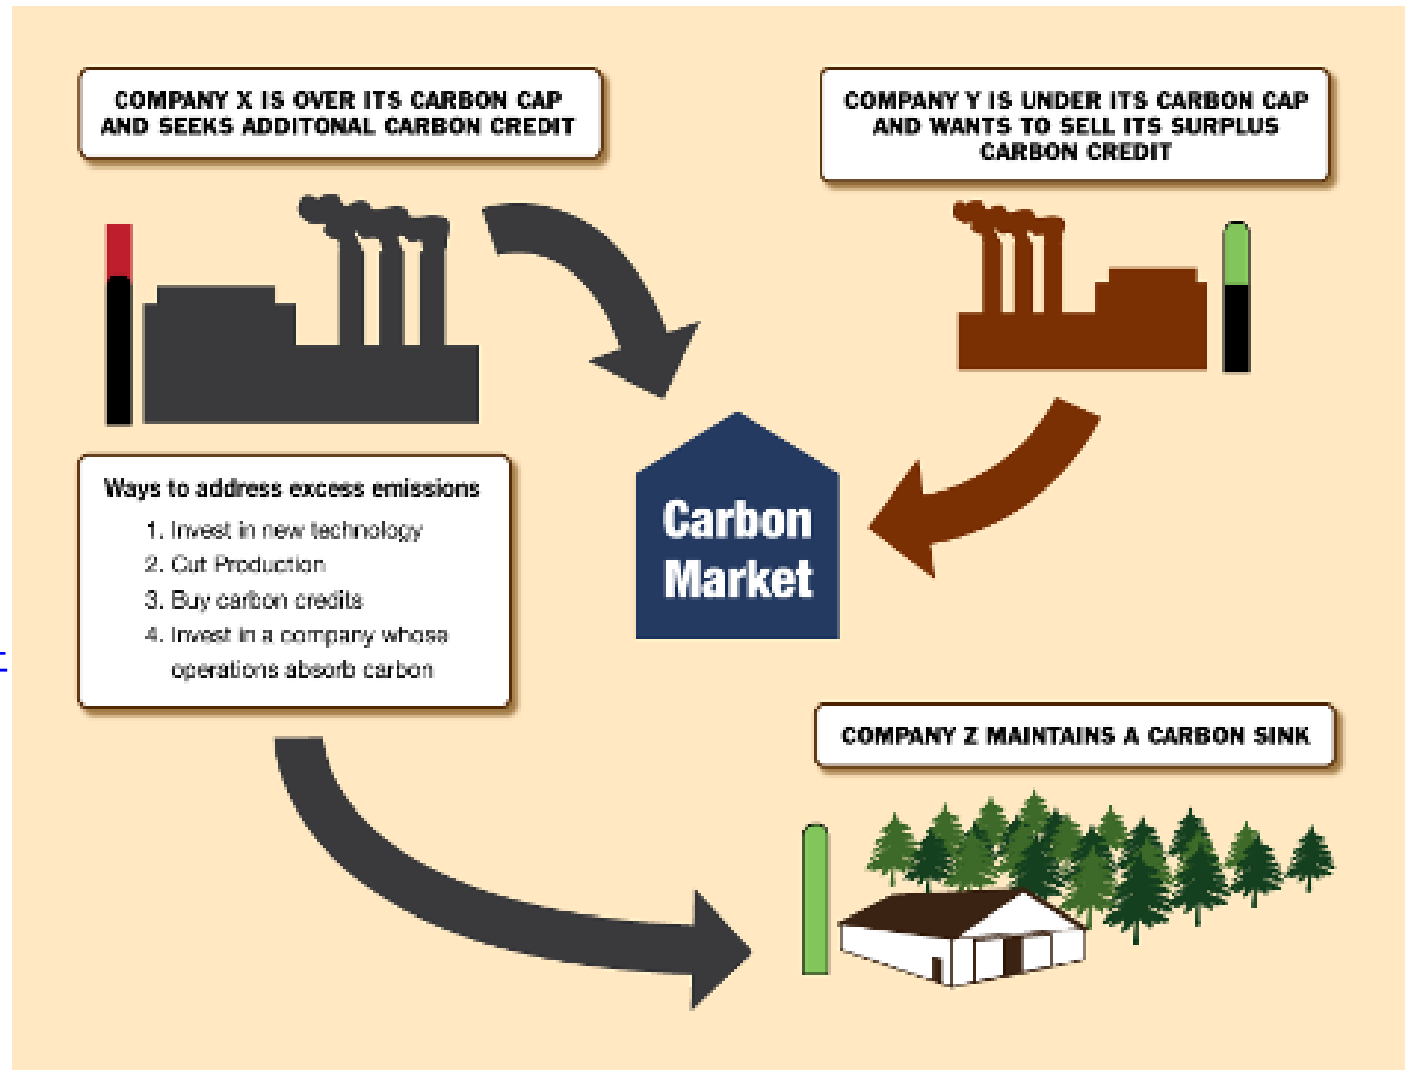 COMPANY X IS OVER ITS CARBON CAP
AND SEEKS ADDITONAL CARBON CREDIT
COMPANY Y IS UNDER ITS CARBON CAP
AND WANTS TO SELL ITS SURPLUS
CARBON CREDIT
Ways to address excess emissions
1. Invest in new technology
2. Cut Production
3. Buy carbon credits
4. Invest in a company whose
operations absorb carbon
Carbon
Market
COMPANY Z MAINTAINS A CARBON SINK